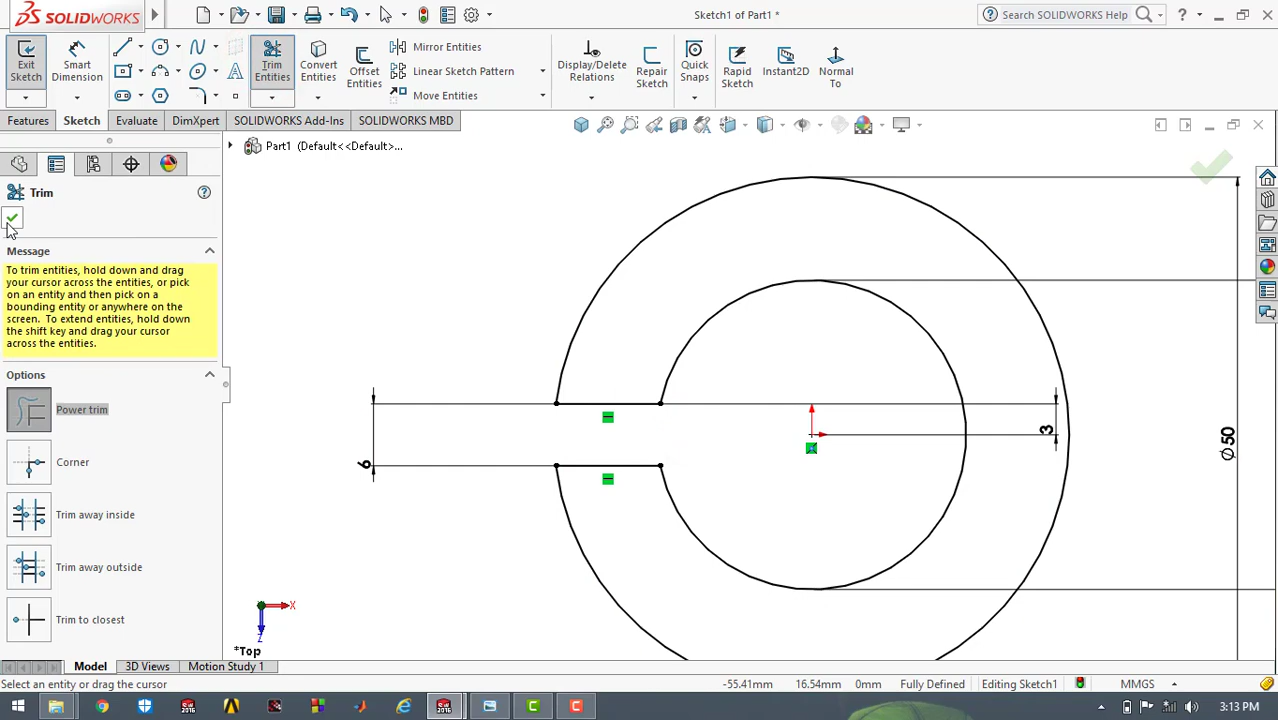 SOLIDWORKS
Sketch1 of Part1 *
Search SOLIDWORKS Help
?
Exit Sketch
Smart Dimension
Trim Entities
Convert Entities
Offset Entities
Mirror Entities
Linear Sketch Pattern
Move Entities
Display/Delete Relations
Repair Sketch
Quick Snaps
Rapid Sketch
Instant2D
Normal To
Features
Sketch
Evaluate
DimXpert
SOLIDWORKS Add-Ins
SOLIDWORKS MBD
Part1 (Default<<Default>...
Trim
?
Message
To trim entities, hold down and drag
your cursor across the entities, or pick
on an entity and then pick on a
bounding entity or anywhere on the
screen. To extend entities, hold down
the shift key and drag your cursor
across the entities.
Options
Power trim
Corner
Trim away inside
Trim away outside
Trim to closest
6
3
∅50
X
Z
*Top
Model
3D Views
Motion Study 1
Select an entity or drag the cursor
-55.41mm
16.54mm
0mm
Fully Defined
Editing Sketch1
MMGS
3:13 PM